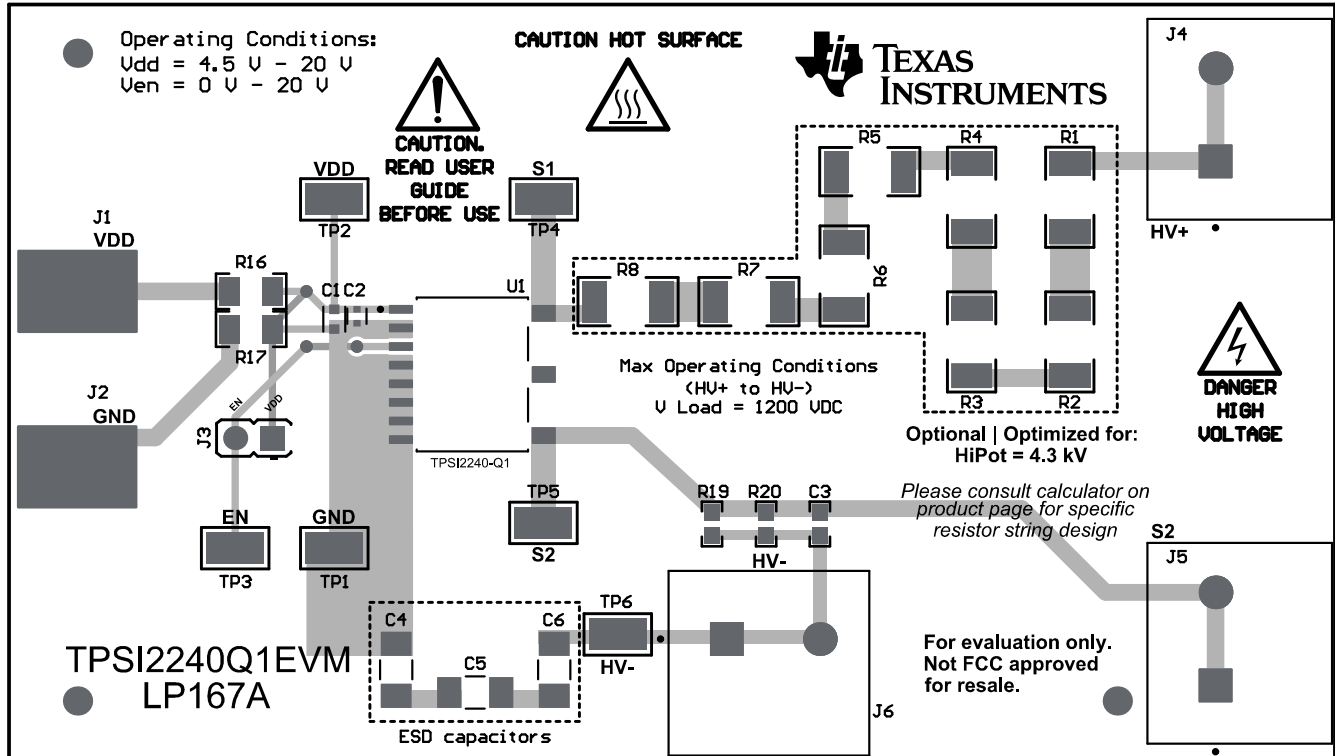 Operating Conditions:
Vdd = 4.5 V - 20 V
Ven = 0 V - 20 V
CAUTION HOT SURFACE
TEXAS
INSTRUMENTS
J4
HV+
CAUTION.
READ USER
GUIDE
BEFORE USE
VDD
TP2
S1
TP4
R5
R4
R1
J1
VDD
R16
R17
C1
C2
U1
R8
R7
R6
R3
R2
J2
GND
EN
VDD
J3
TPSI2240-Q1
Max Operating Conditions
(HV+ to HV-)
V Load = 1200 VDC
DANGER
HIGH
VOLTAGE
Optional | Optimized for:
HiPot = 4.3 kV
Please consult calculator on
product page for specific
resistor string design
EN
TP3
GND
TP1
TP5
S2
R19
R20
C3
HV-
S2
J5
C4
C5
C6
ESD capacitors
TP6
HV-
J6
For evaluation only.
Not FCC approved
for resale.
TPSI2240Q1EVM
LP167A